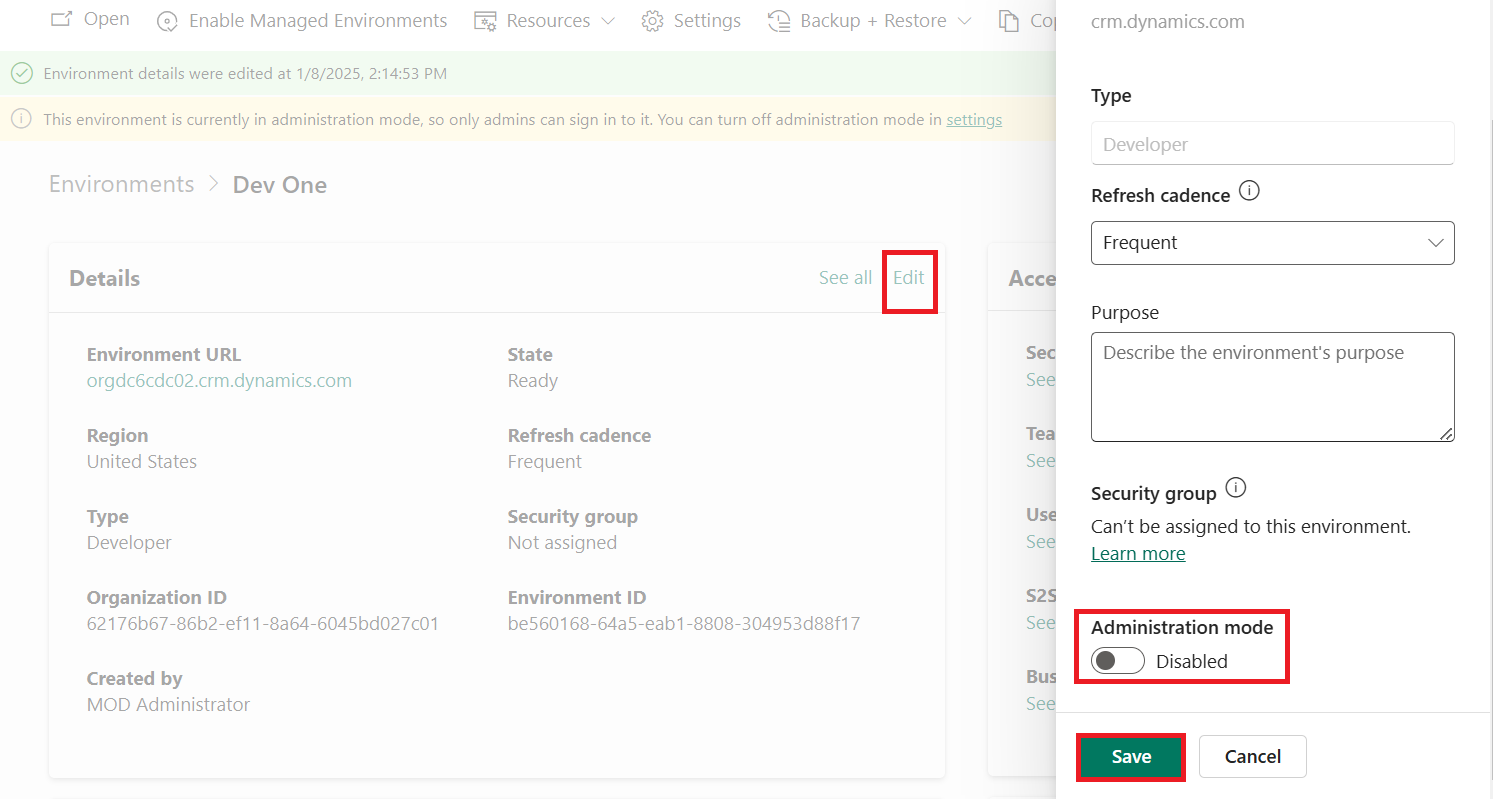 Open
Enable Managed Environments
Resources
Settings
Backup + Restore
Environment details were edited at 1/8/2025, 2:14:53 PM
This environment is currently in administration mode, so only admins can sign in to it. You can turn off administration mode in settings
Environments > Dev One
Details
See all
Edit
Environment URL
orgdc6cdc02.crm.dynamics.com
State
Ready
Region
United States
Refresh cadence
Frequent
Type
Developer
Security group
Not assigned
Organization ID
62176b67-86b2-ef11-8a64-6045bd027c01
Environment ID
be560168-64a5-eab1-8808-304953d88f17
Created by
MOD Administrator
See
See
See
S2S
See
See
crm.dynamics.com
Type
Developer
Refresh cadence
Frequent
Purpose
Describe the environment's purpose
Security group
Can’t be assigned to this environment.
Learn more
Administration mode
Disabled
Save
Cancel